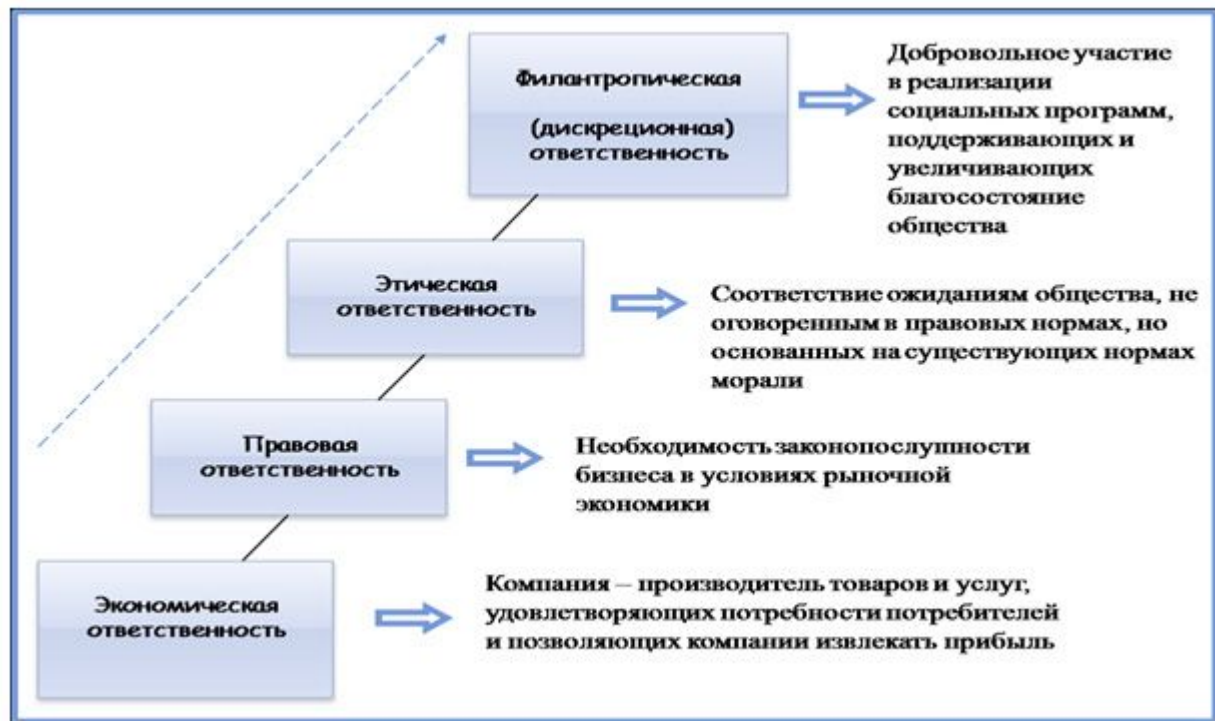 Филантропическая
(дискреционная)
ответственность
Добровольное участие
в реализации
социальных программ,
поддерживающих и
увеличивающих
благосостояние
общества
Этическая
ответственность
Соответствие ожиданиям общества, не
оговоренным в правовых нормах, но
основанных на существующих нормах
морали
Правовая
ответственность
Необходимость законопослушности
бизнеса в условиях рыночной
экономики
Экономическая
ответственность
Компания – производитель товаров и услуг,
удовлетворяющих потребности потребителей
и позволяющих компании извлекать прибыль